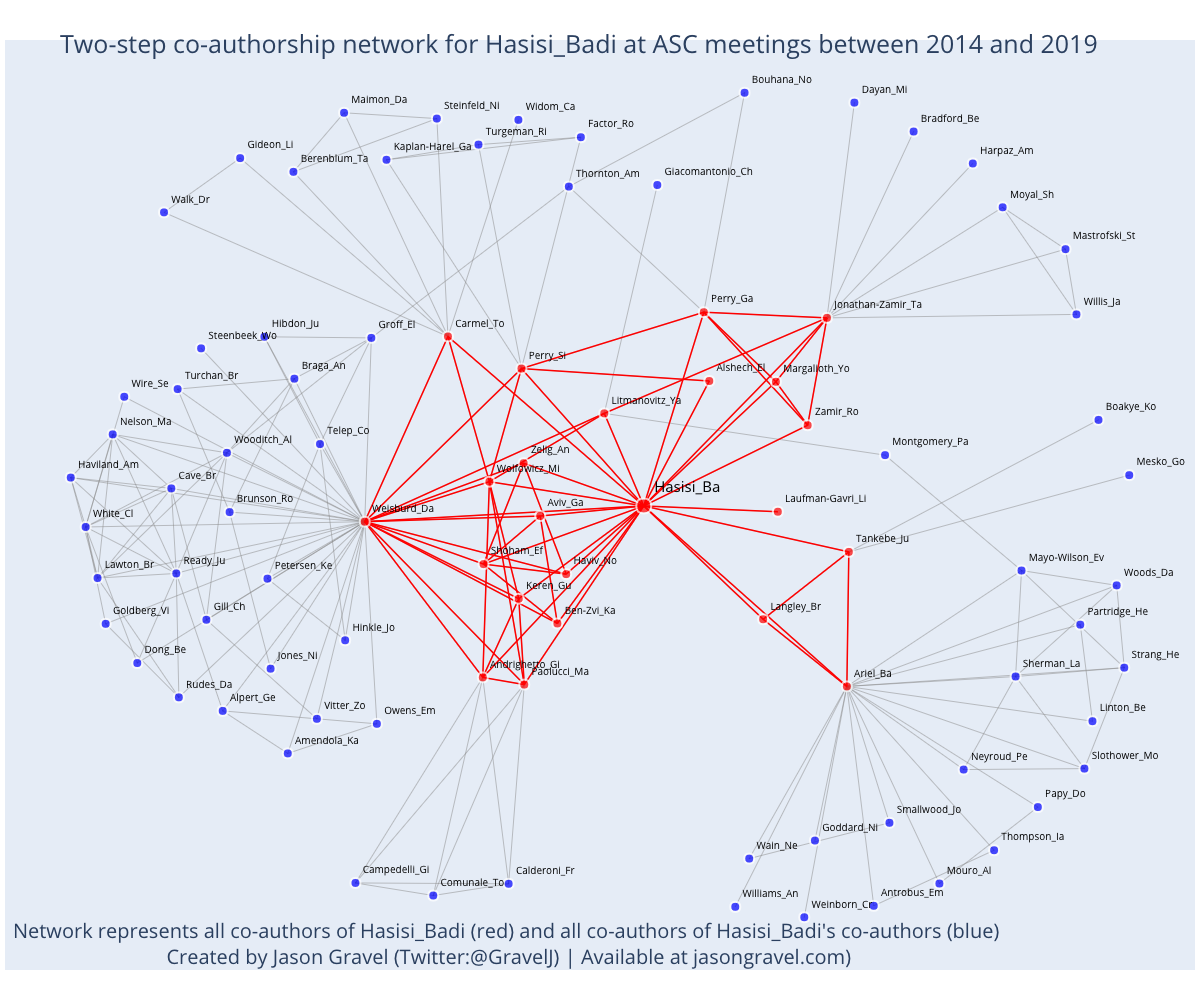 Two-step co-authorship network for Hasisi_Badi at ASC meetings between 2014 and 2019
Bouhana_No
Dayan_Mi
Maimon_Da
Steinfeld_Ni
Widom_Ca
Bradford_Be
Factor_Ro
Turgeman_Ri
Gideon_Li
Kaplan-Harel_Ga
Harpaz_Am
Berenblum_Ta
Thornton_Am
Giacomantonio_Ch
Walk_Dr
Moyal_Sh
Mastrofski_St
Perry_Ga
Jonathan-Zamir_Ta
Willis_Ja
Hibdon_Ju
Groff_El
Carmel_To
Steenbeek_Wo
Perry_Si
Braga_An
Alshech_El
Margalioth_Yo
Turchan_Br
Wire_Se
Litmanovitz_Ya
Zamir_Ro
Boakye_Ko
Nelson_Ma
Telep_Co
Wooditch_Al
Montgomery_Pa
Zelig_An
Haviland_Am
Cave_Br
Wolfowicz_Mi
Mesko_Go
Hasisi_Ba
Brunson_Ro
Weisburd_Da
Aviv_Ga
Laufman-Gavri_Li
White_Cl
Tankebe_Ju
Shoham_Ef
Haviv_No
Lawton_Br
Ready_Ju
Petersen_Ke
Mayo-Wilson_Ev
Woods_Da
Keren_Gu
Goldberg_Vi
Gill_Ch
Ben-Zvi_Ka
Langley_Br
Partridge_He
Hinkle_Jo
Dong_Be
Jones_Ni
Andrighetto_Gi
Paolucci_Ma
Ariel_Ba
Sherman_La
Strang_He
Rudes_Da
Alpert_Ge
Vitter_Zo
Owens_Em
Linton_Be
Amendola_Ka
Neyroud_Pe
Slothower_Mo
Papy_Do
Smallwood_Jo
Goddard_Ni
Wain_Ne
Thompson_Ia
Campedelli_Gi
Comunale_To
Calderoni_Fr
Mouro_Al
Williams_An
Weinborn_Cr
Antrobus_Em
Network represents all co-authors of Hasisi_Badi (red) and all co-authors of Hasisi_Badi's co-authors (blue)
Created by Jason Gravel (Twitter:@GravelJ) | Available at jasongravel.com)